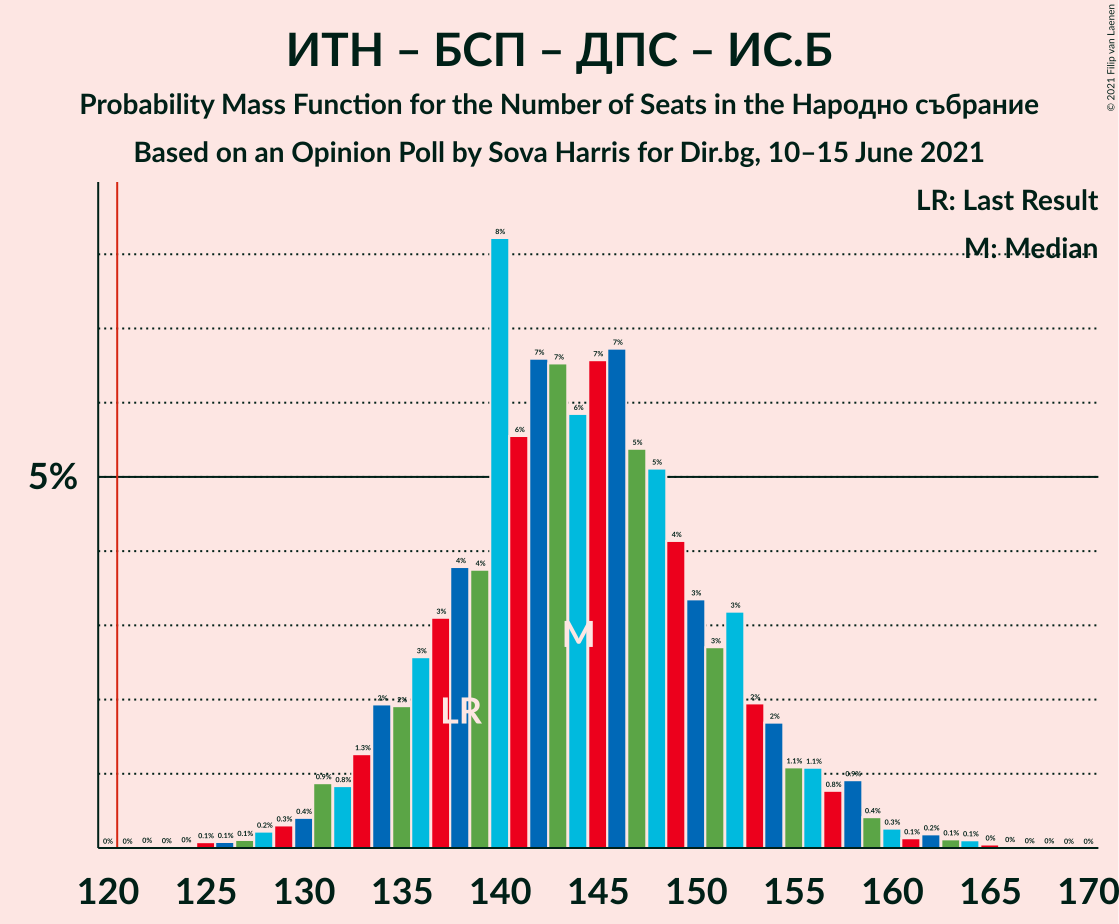 ИТН – БСП – ДПС – ИС.Б
Probability Mass Function for the Number of Seats in the Народно събрание
Based on an Opinion Poll by Sova Harris for Dir.bg, 10–15 June 2021
© 2021 Filip van Laenen
LR: Last Result
M: Median
5%
0% 0% 0% 0% 0% 0.1% 0.1% 0.1% 0.2% 0.3% 0.4% 0.9% 0.8% 1.3% 2% 2% 3% 3% 4% 4% 8% 6% 7% 7% 6% 7% 7% 5% 5% 4% 3% 3% 3% 2% 2% 1.1% 1.1% 0.8% 0.9% 0.4% 0.3% 0.1% 0.2% 0.1% 0.1% 0% 0% 0% 0% 0% 0%
M
LR
120 125 130 135 140 145 150 155 160 165 170